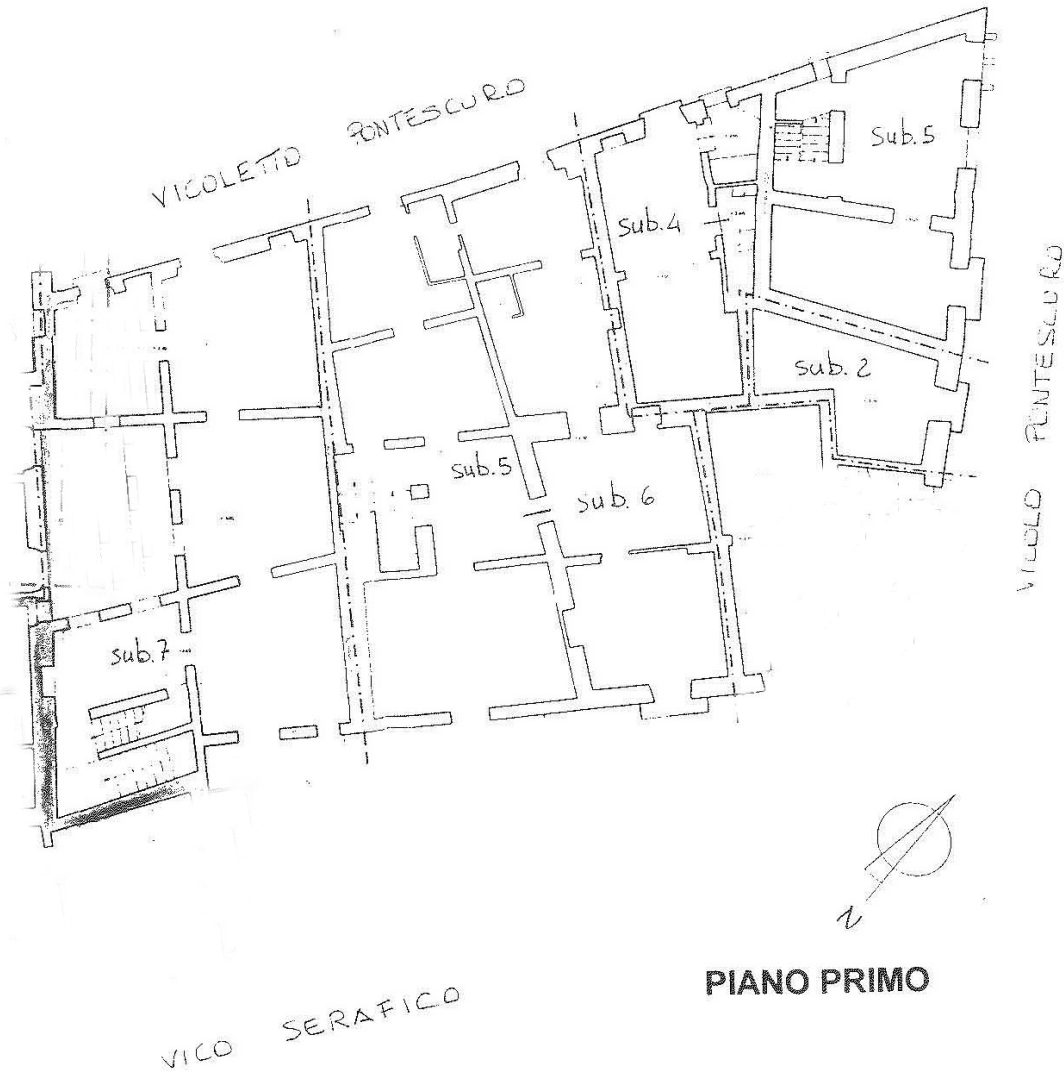 VICOLETTO PONTESCURO
sub.5
sub.4
VICOLO PONTESCURO
sub.2
sub.5
sub.6
sub.7
N
PIANO PRIMO
VICO SERAFICO